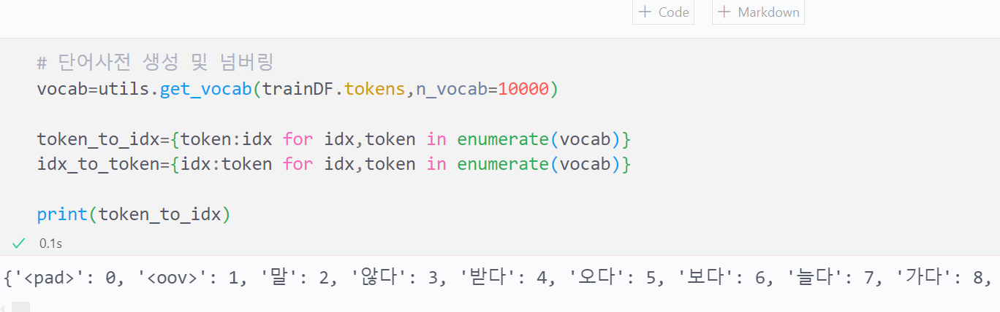 + Code + Markdown
# 단어사전 생성 및 넘버링
vocab=utils.get_vocab(trainDF.tokens,n_vocab=10000)
token_to_idx={token:idx for idx,token in enumerate(vocab)}
idx_to_token={idx:token for idx,token in enumerate(vocab)}
print(token_to_idx)
✓ 0.1s
{'<pad>': 0, '<oov>': 1, '말': 2, '않다': 3, '받다': 4, '오다': 5, '보다': 6, '늘다': 7, '가다': 8,